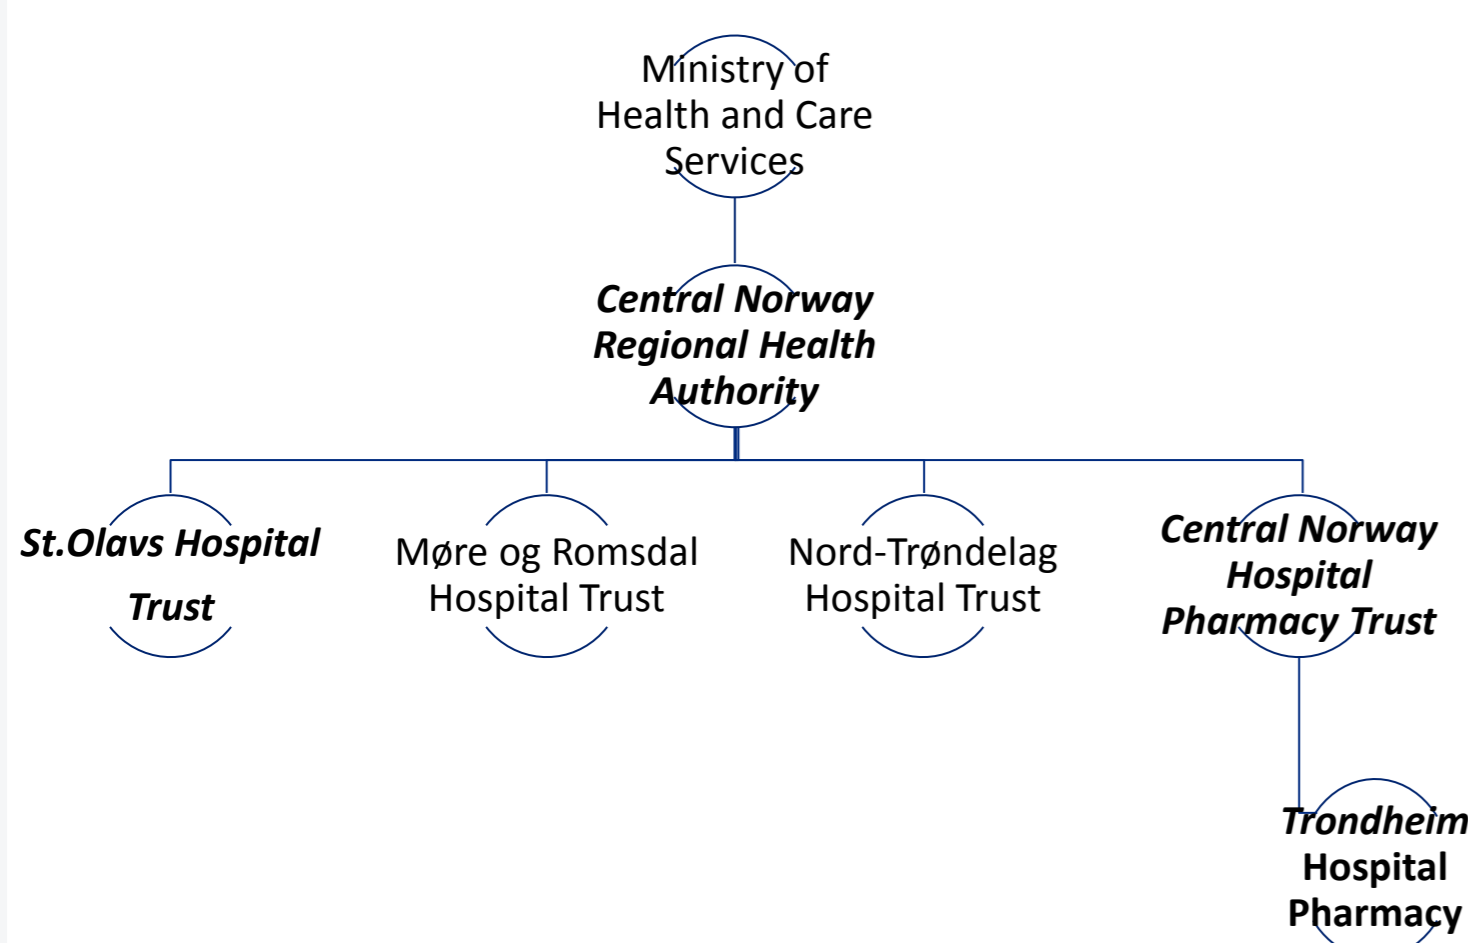 Ministry of
Health and Care
Services
Central Norway
Regional Health
Authority
St.Olavs Hospital
Trust
Møre og Romsdal
Hospital Trust
Nord-Trøndelag
Hospital Trust
Central Norway
Hospital
Pharmacy Trust
Trondheim
Hospital
Pharmacy